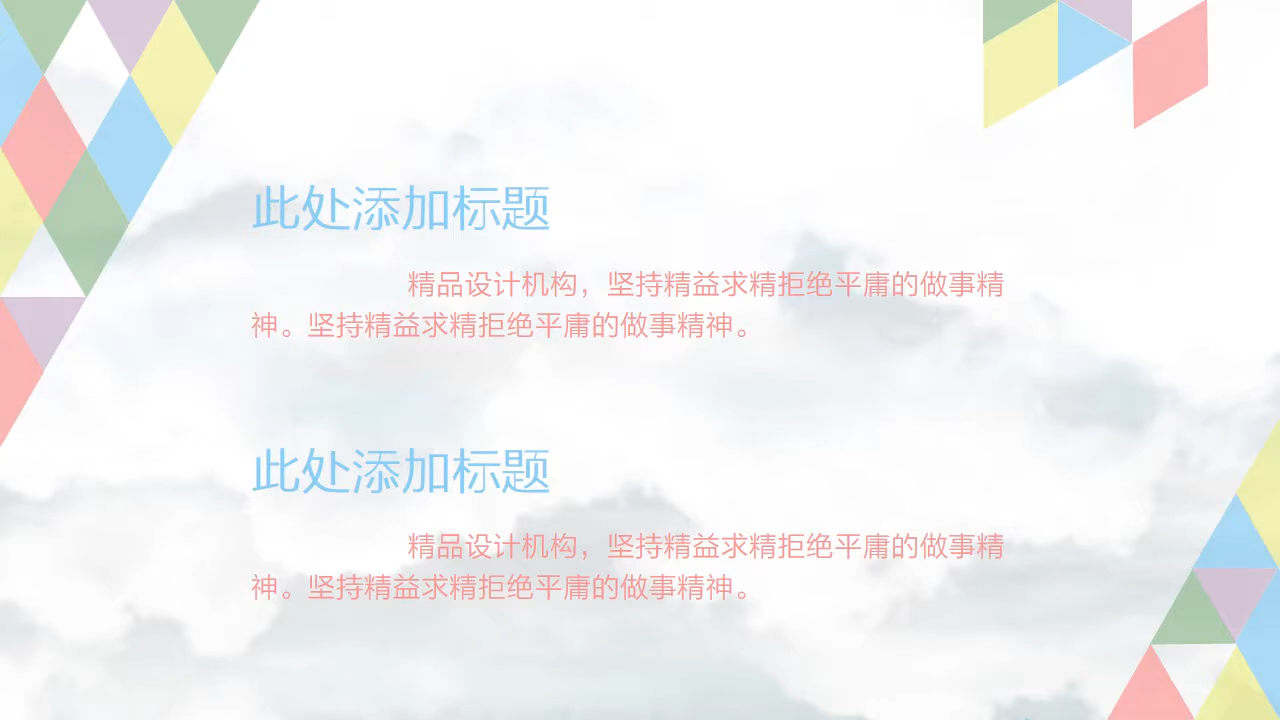 此处添加标题
精品设计机构，坚持精益求精拒绝平庸的做事精
神。坚持精益求精拒绝平庸的做事精神。
此处添加标题
精品设计机构，坚持精益求精拒绝平庸的做事精
神。坚持精益求精拒绝平庸的做事精神。